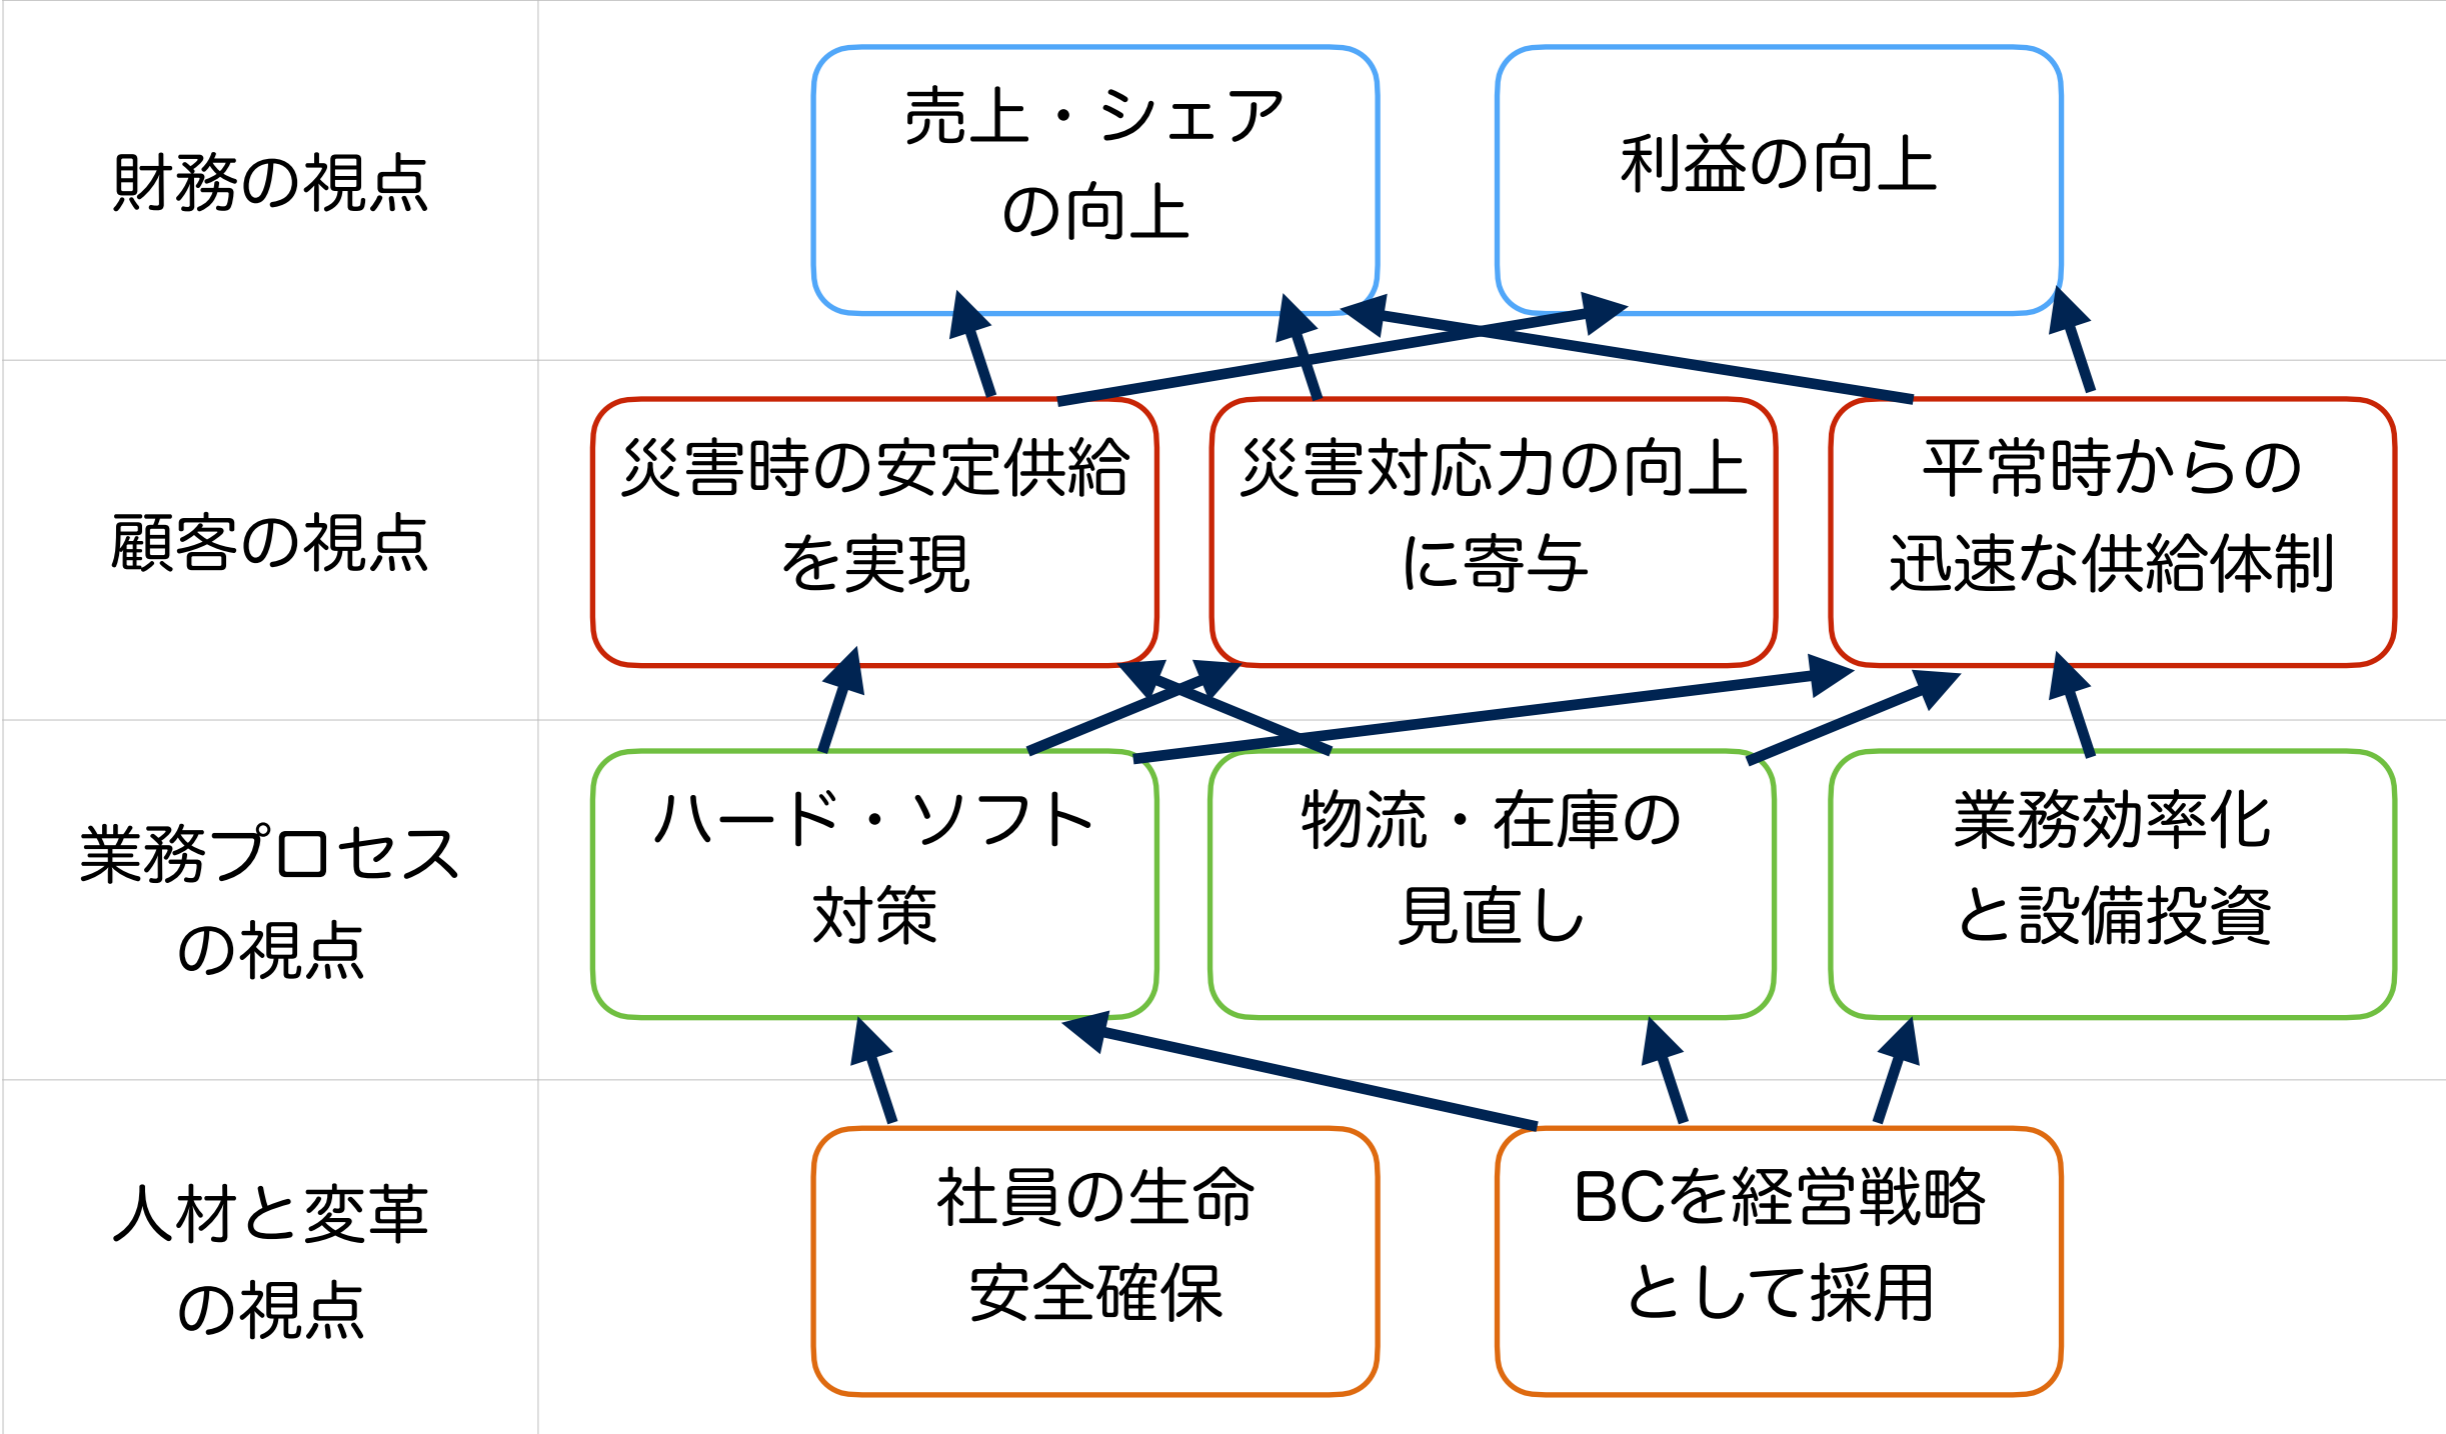 財務の視点
売上・シェア
の向上
利益の向上
顧客の視点
災害時の安定供給
を実現
災害対応力の向上
に寄与
平常時からの
迅速な供給体制
業務プロセス
の視点
ハード・ソフト
対策
物流・在庫の
見直し
業務効率化
と設備投資
人材と変革
の視点
社員の生命
安全確保
BCを経営戦略
として採用